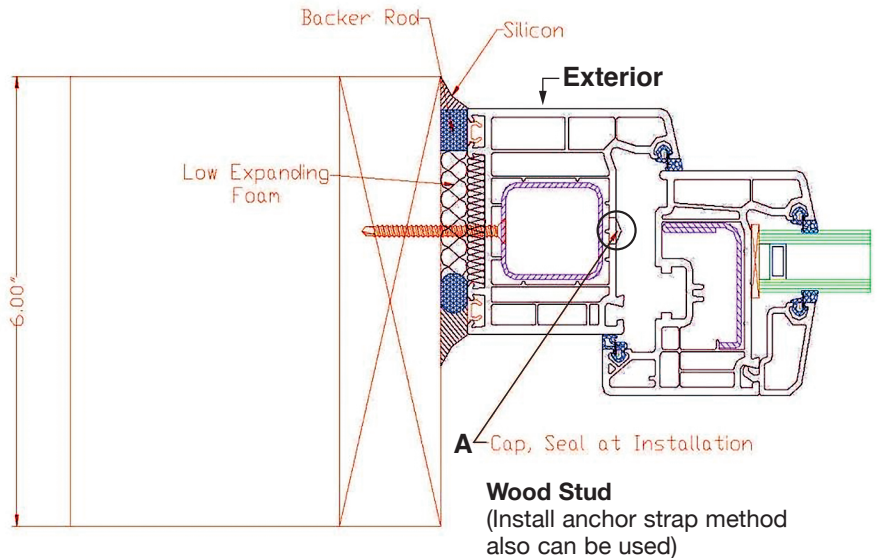 Backer Rod
Silicon
Exterior
Low Expanding
Foam
6.00"
A
Cap, Seal at Installation
Wood Stud
(Install anchor strap method
also can be used)